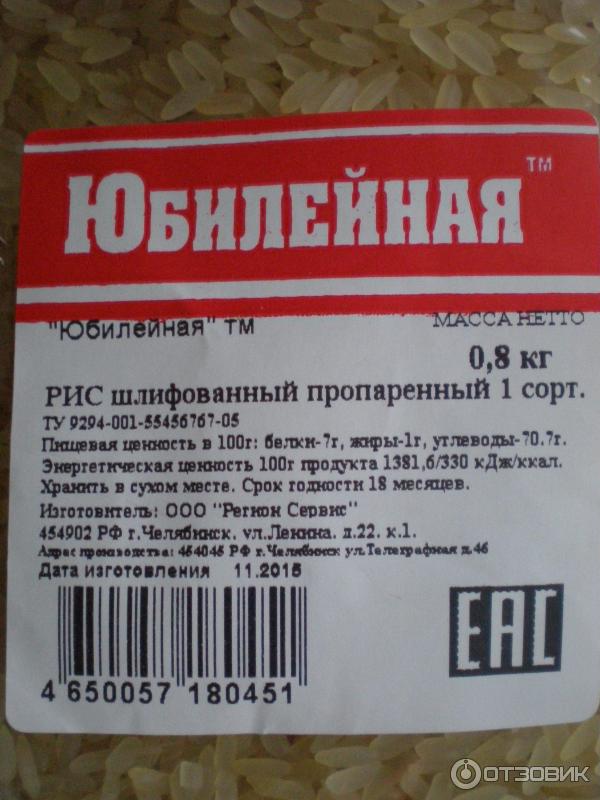 ЮБИЛЕЙНАЯ ТМ
"Юбилейная" ТМ
МАССА НЕТТО
0,8 кг
РИС шлифованный пропаренный 1 сорт.
ТУ 9294-001-55456767-05
Пищевая ценность в 100г: белки-7г, жиры-1г, углеводы-70.7г.
Энергетическая ценность 100г продукта 1381,6/330 кДж/ккал.
Хранить в сухом месте. Срок годности 18 месяцев.
Изготовитель: ООО "Регион Сервис"
454902 РФ г.Челябинск. ул.Ленина. д.22. к.1.
Адрес производства: 454045 РФ г.Челябинск ул.Телеграфная д.46
Дата изготовления 11.2015
4 650057 180451
EAC
ОТЗОВИК